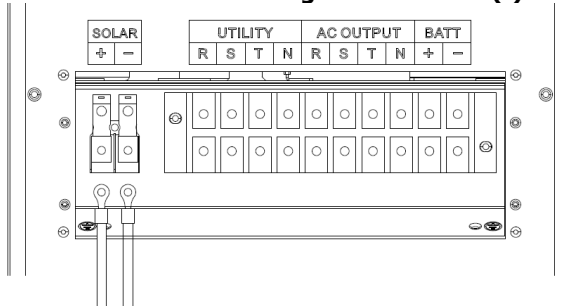 SOLAR UTILITY AC OUTPUT BATT
+ − R S T N R S T N + −